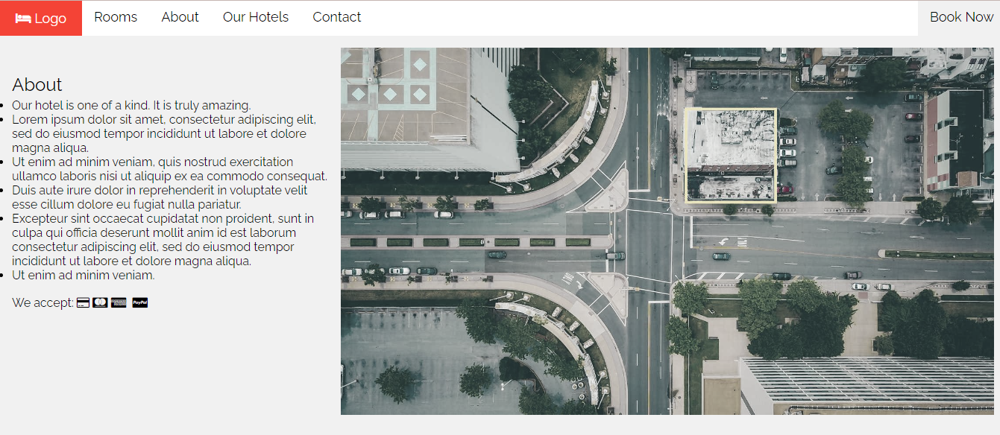 Logo
Rooms
About
Our Hotels
Contact
Book Now
About
Our hotel is one of a kind. It is truly amazing.
Lorem ipsum dolor sit amet, consectetur adipiscing elit,
sed do eiusmod tempor incididunt ut labore et dolore
magna aliqua.
Ut enim ad minim veniam, quis nostrud exercitation
ullamco laboris nisi ut aliquip ex ea commodo consequat.
Duis aute irure dolor in reprehenderit in voluptate velit
esse cillum dolore eu fugiat nulla pariatur.
Excepteur sint occaecat cupidatat non proident, sunt in
culpa qui officia deserunt mollit anim id est laborum
consectetur adipiscing elit, sed do eiusmod tempor
incididunt ut labore et dolore magna aliqua.
Ut enim ad minim veniam.
We accept:
PayPal